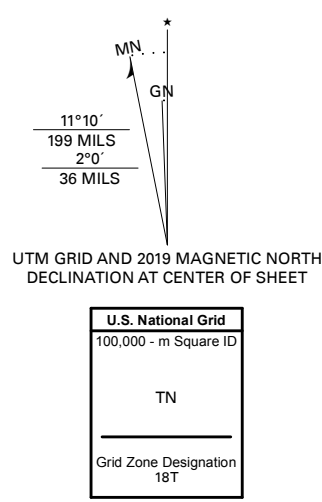 ★
MN
GN
11°10´
199 MILS
2°0´
36 MILS
UTM GRID AND 2019 MAGNETIC NORTH
DECLINATION AT CENTER OF SHEET
U.S. National Grid
100,000 - m Square ID
TN
Grid Zone Designation
18T